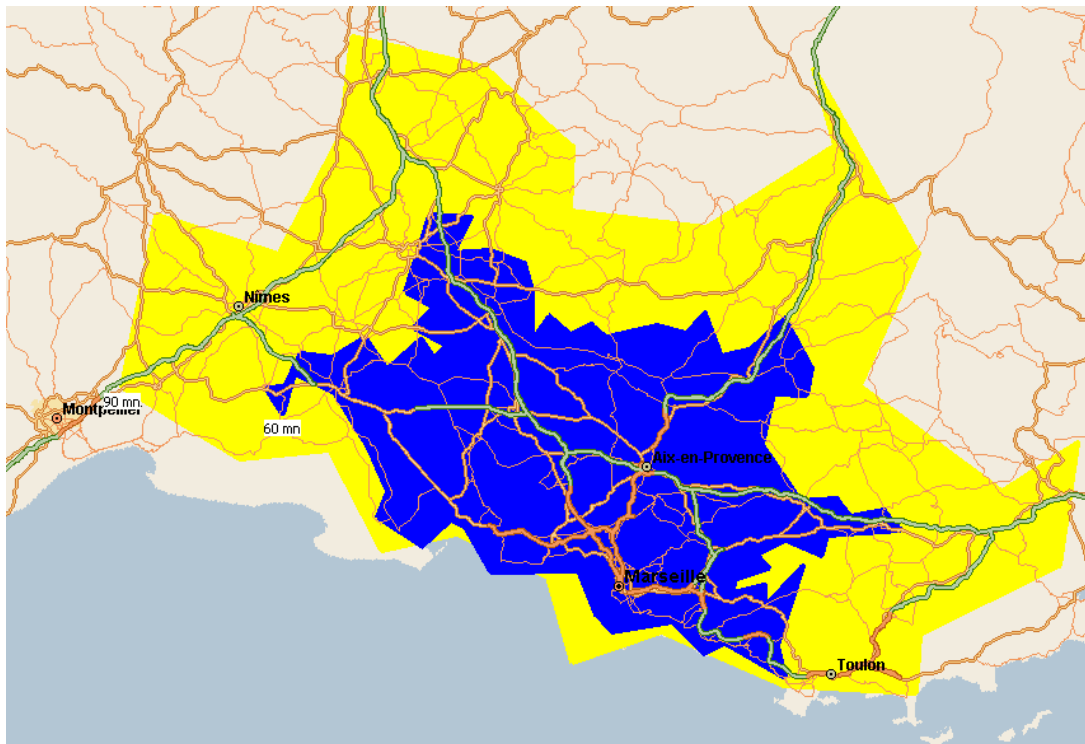 Nîmes
90 mn.
Montpellier
60 mn
Aix-en-Provence
Marseille
Toulon